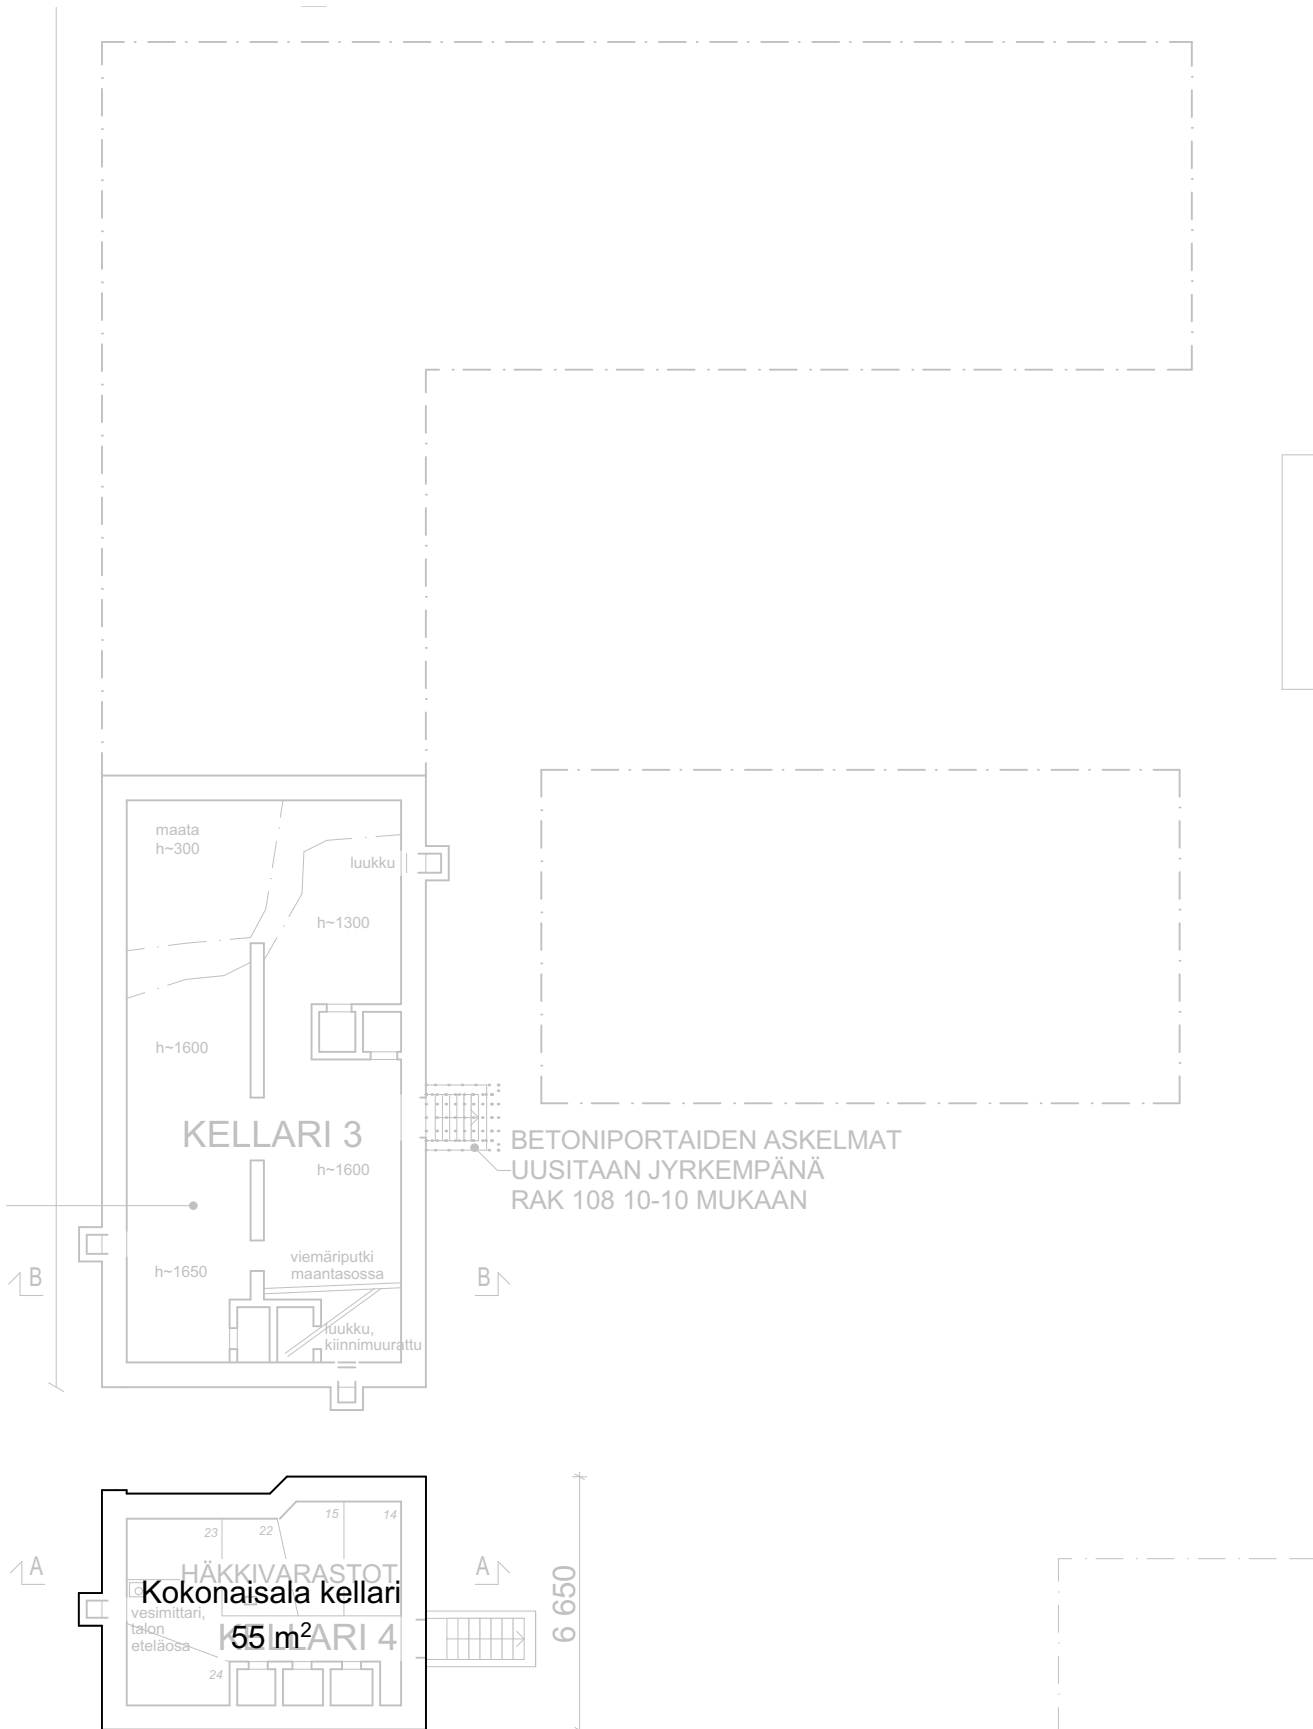 maata
h~300
luukku
h~1300
h~1600
KELLARI 3
h~1600
BETONIPORTAIDEN ASKELMAT
UUSITAAN JYRKEMPÄNÄ
RAK 108 10-10 MUKAAN
viemäriputki
maantasossa
h~1650
B
B
luukku,
kiinnimuurattu
15
14
23
22
A
A
HÄKKIVARASTOT
Kokonaisala kellari
6 650
vesimittari,
talon
eteläosa
KELLARI 4
55 m²
24